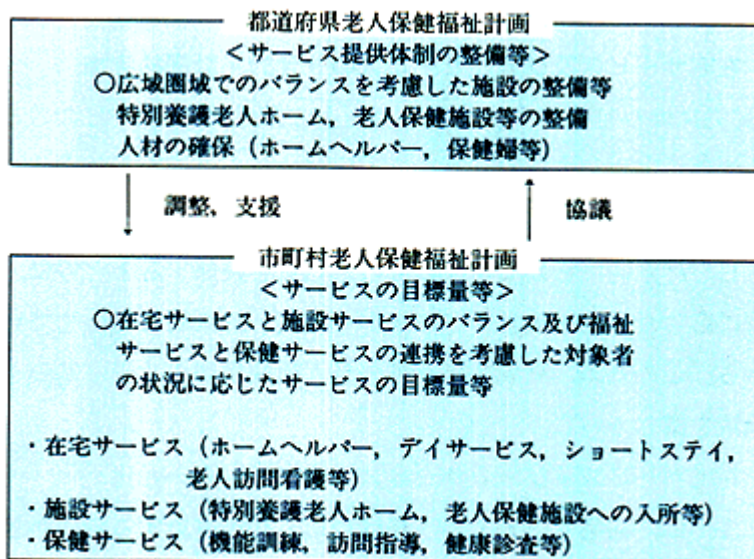 都道府県老人保健福祉計画
＜サービス提供体制の整備等＞
○広域圏域でのバランスを考慮した施設の整備等
特別養護老人ホーム，老人保健施設等の整備
人材の確保（ホームヘルパー，保健婦等）
調整，支援
協議
市町村老人保健福祉計画
＜サービスの目標量等＞
○在宅サービスと施設サービスのバランス及び福祉
サービスと保健サービスの連携を考慮した対象者
の状況に応じたサービスの目標量等
・在宅サービス（ホームヘルパー，デイサービス，ショートステイ，
老人訪問看護等）
・施設サービス（特別養護老人ホーム，老人保健施設への入所等）
・保健サービス（機能訓練，訪問指導，健康診査等）